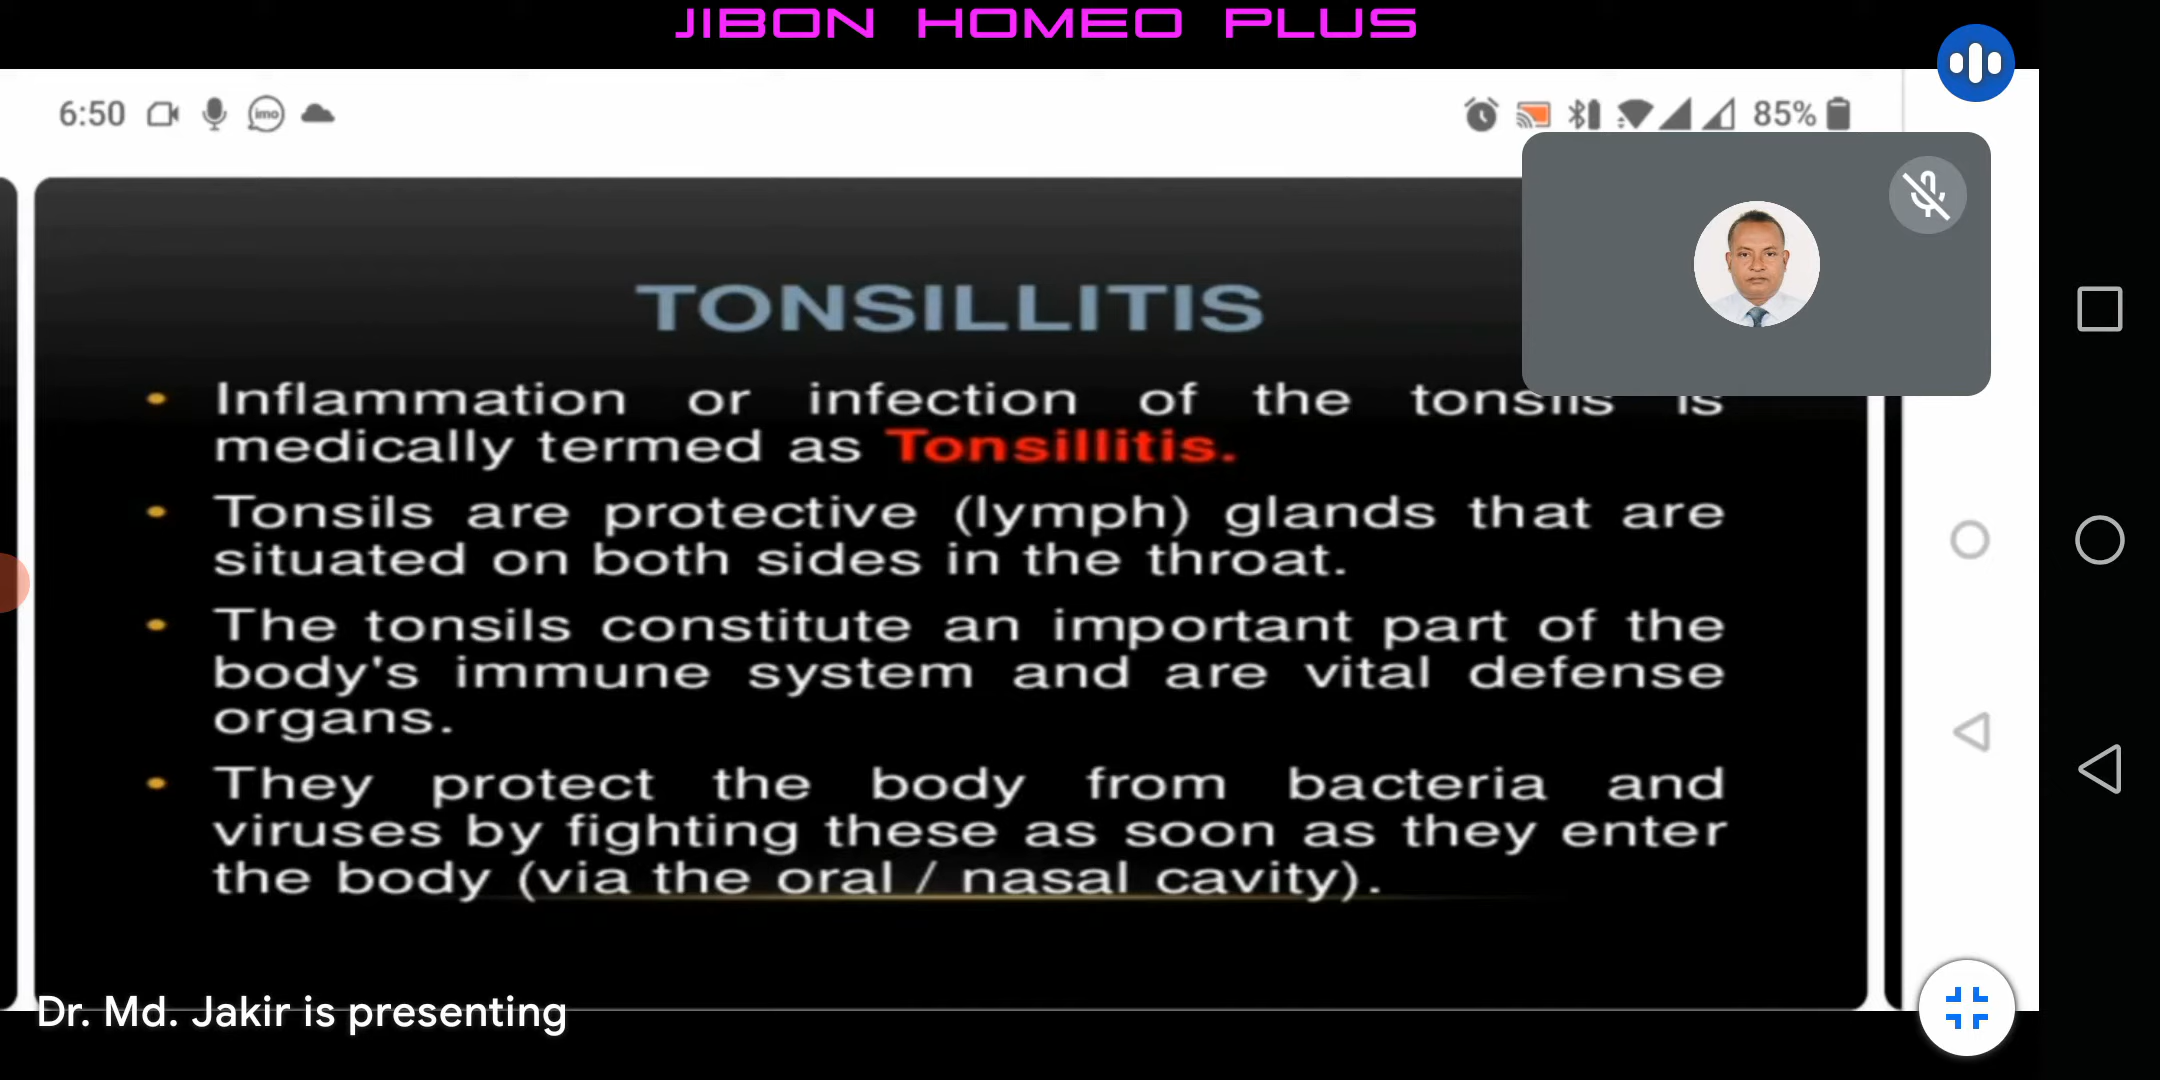 JIBON HOMEO PLUS
6:50 imo 85%
TONSILLITIS
• Inflammation or infection of the tonsils is
medically termed as Tonsillitis.
• Tonsils are protective (lymph) glands that are
situated on both sides in the throat.
• The tonsils constitute an important part of the
body's immune system and are vital defense
organs.
• They protect the body from bacteria and
viruses by fighting these as soon as they enter
the body (via the oral / nasal cavity).
Dr. Md. Jakir is presenting